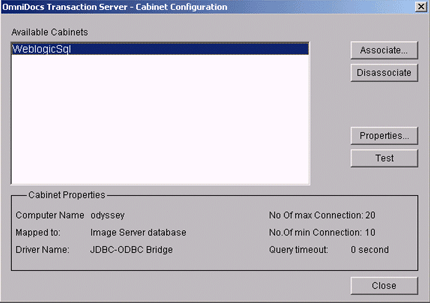 OmniDocs Transaction Server - Cabinet Configuration
Available Cabinets
WeblogicSql
Associate...
Disassociate
Properties...
Test
Cabinet Properties
Computer Name odyssey No Of max Connection: 20
Mapped to: Image Server database No.Of min Connection: 10
Driver Name: JDBC-ODBC Bridge Query timeout: 0 second
Close